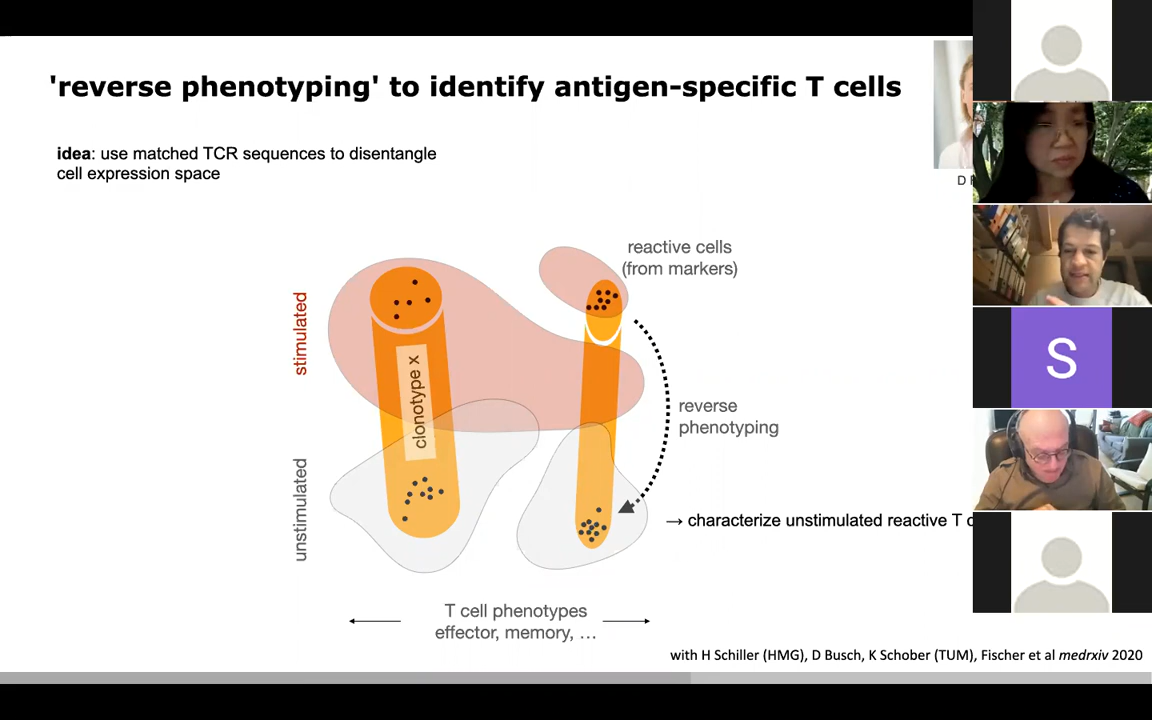 'reverse phenotyping' to identify antigen-specific T cells
idea: use matched TCR sequences to disentangle
cell expression space
D
reactive cells
(from markers)
stimulated
clonotype x
reverse
phenotyping
unstimulated
→ characterize unstimulated reactive T
T cell phenotypes
effector, memory, …
with H Schiller (HMG), D Busch, K Schober (TUM), Fischer et al medrxiv 2020
S